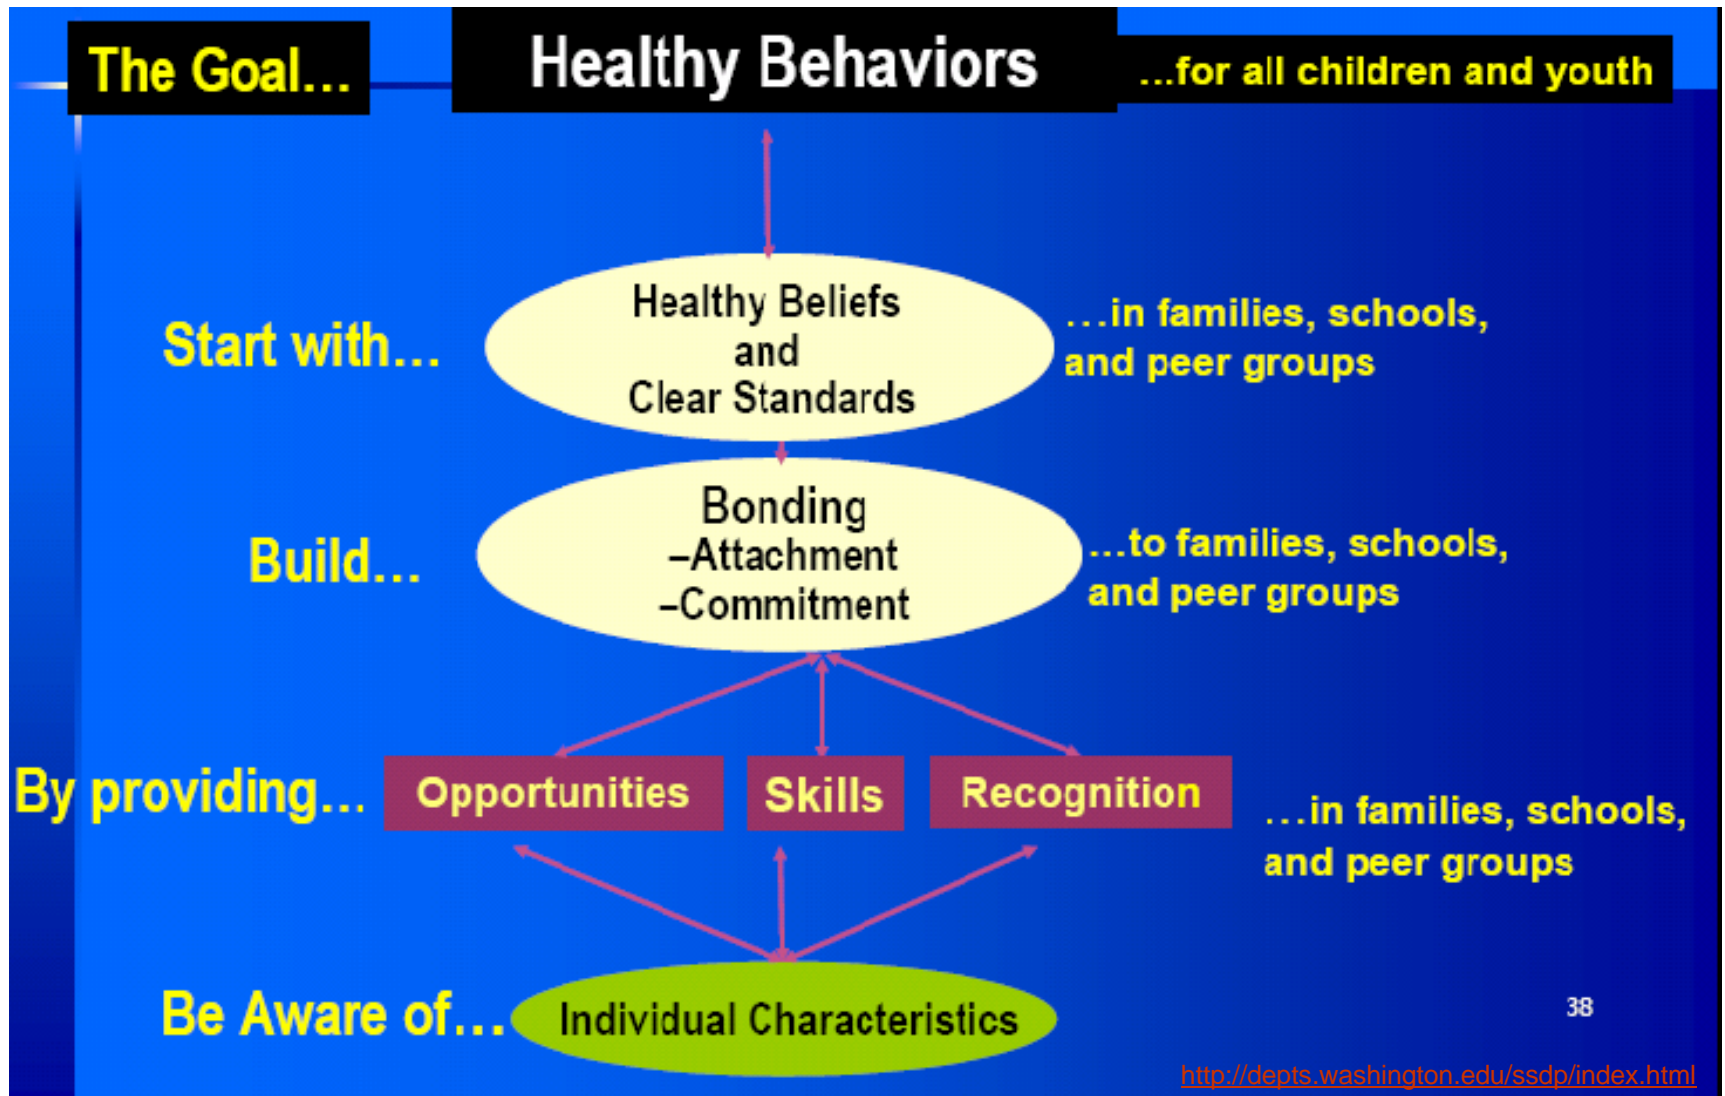 The Goal...
Healthy Behaviors
...for all children and youth
Start with...
Healthy Beliefs
and
Clear Standards
...in families, schools,
and peer groups
Build...
Bonding
–Attachment
–Commitment
...to families, schools,
and peer groups
By providing...
Opportunities
Skills
Recognition
...in families, schools,
and peer groups
Be Aware of...
Individual Characteristics
38
http://depts.washington.edu/ssdp/index.html